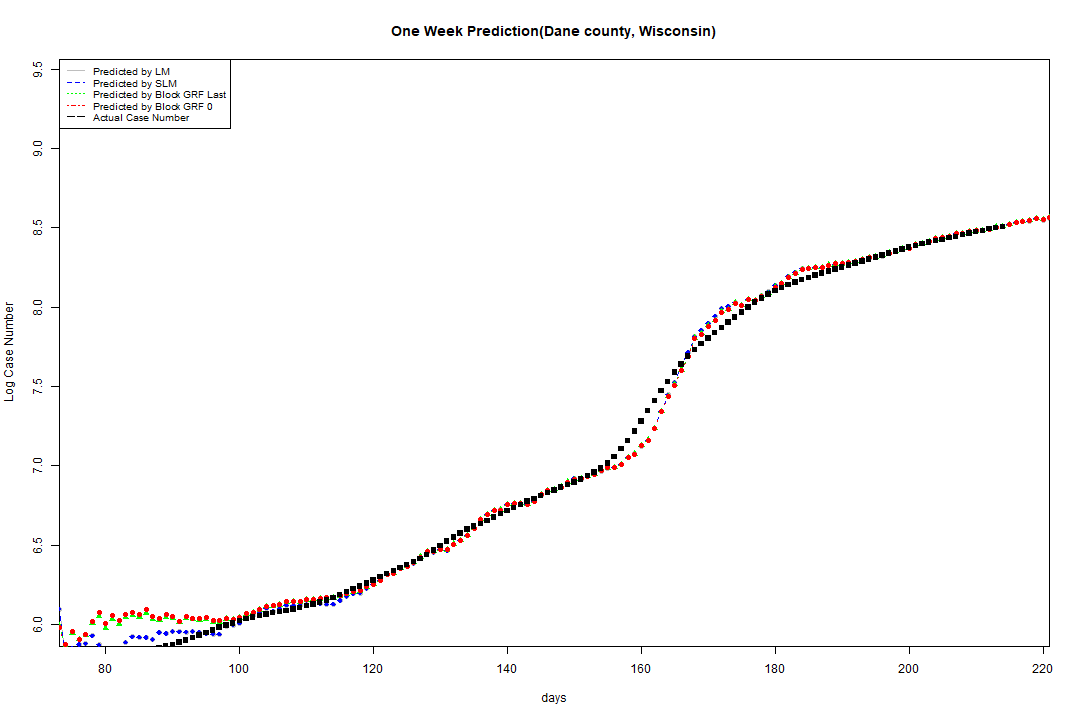 One Week Prediction(Dane county, Wisconsin)
Predicted by LM
Predicted by SLM
Predicted by Block GRF Last
Predicted by Block GRF 0
Actual Case Number
9.5
9.0
8.5
8.0
7.5
7.0
6.5
6.0
Log Case Number
80 100 120 140 160 180 200 220
days